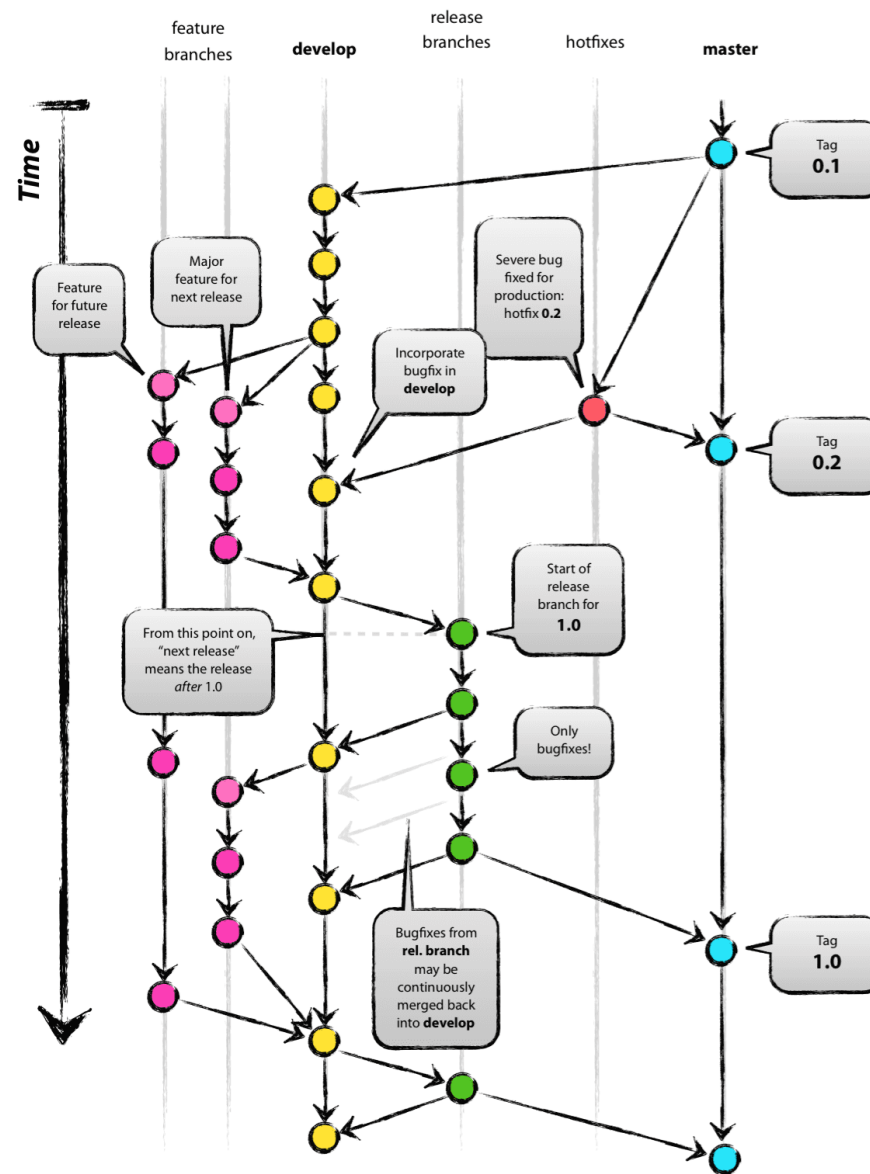 feature
branches
develop
release
branches
hotfixes
master
Time
Tag
0.1
Major
feature for
next release
Severe bug
fixed for
production:
hotfix 0.2
Feature
for future
release
Incorporate
bugfix in
develop
Tag
0.2
Start of
release
branch for
1.0
From this point on,
“next release”
means the release
after 1.0
Only
bugfixes!
Bugfixes from
rel. branch
may be
continuously
merged back
into develop
Tag
1.0